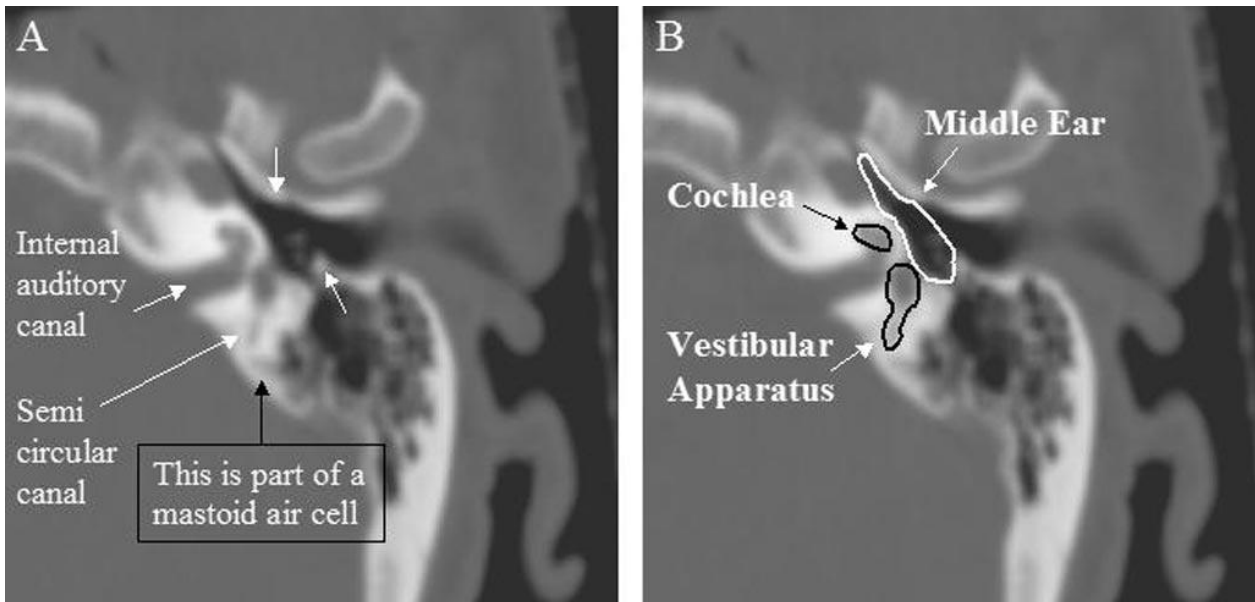 A
Internal
auditory
canal
Semi
circular
canal
This is part of a
mastoid air cell
B
Middle Ear
Cochlea
Vestibular
Apparatus